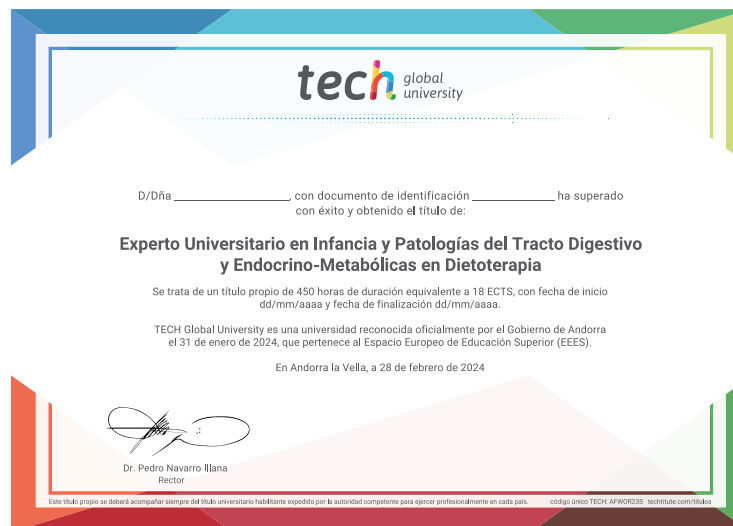 tech global
university
D/Dña ____________________, con documento de identificación ______________ ha superado
con éxito y obtenido el título de:
Experto Universitario en Infancia y Patologías del Tracto Digestivo
y Endocrino-Metabólicas en Dietoterapia
Se trata de un título propio de 450 horas de duración equivalente a 18 ECTS, con fecha de inicio
dd/mm/aaaa y fecha de finalización dd/mm/aaaa.
TECH Global University es una universidad reconocida oficialmente por el Gobierno de Andorra
el 31 de enero de 2024, que pertenece al Espacio Europeo de Educación Superior (EEES).
En Andorra la Vella, a 28 de febrero de 2024
Dr. Pedro Navarro Illana
Rector
Este título propio se deberá acompañar siempre del título universitario habilitante expedido por la autoridad competente para ejercer profesionalmente en cada país. código único TECH: AFWOR23S techtitute.com/titulos